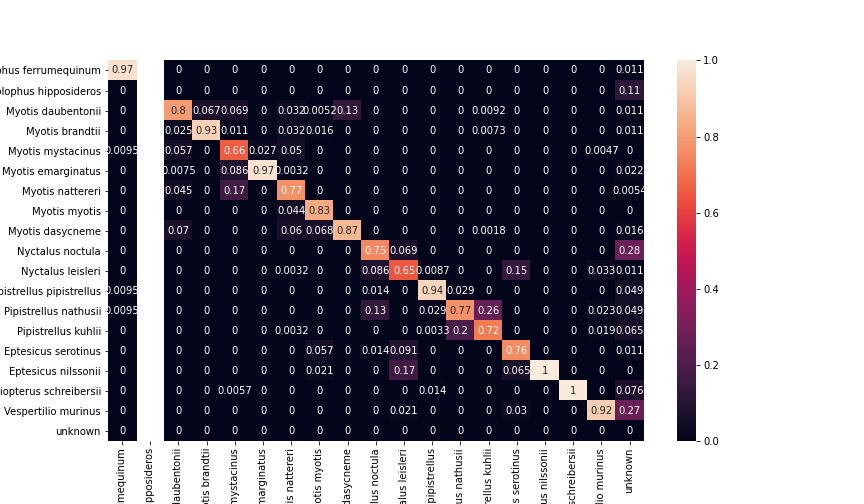 phus ferrumequinum 0.97 0 0 0 0 0 0 0 0 0 0 0 0 0 0 0 0 0.011
olophus hipposideros 0 0 0 0 0 0 0 0 0 0 0 0 0 0 0 0 0 0.11
Myotis daubentonii 0 0.8 0.067 0.069 0 0.032 0.0052 0.13 0 0 0 0 0.0092 0 0 0 0 0.011
Myotis brandtii 0 0.025 0.93 0.011 0 0.032 0.016 0 0 0 0 0 0.0073 0 0 0 0 0.011
Myotis mystacinus 0.0095 0.057 0 0.66 0.027 0.05 0 0 0 0 0 0 0 0 0 0 0.0047 0
Myotis emarginatus 0 0.0075 0 0.086 0.97 0.0032 0 0 0 0 0 0 0 0 0 0 0 0.022
Myotis nattereri 0 0.045 0 0.17 0 0.77 0 0 0 0 0 0 0 0 0 0 0 0.0054
Myotis myotis 0 0 0 0 0 0.044 0.83 0 0 0 0 0 0 0 0 0 0 0
Myotis dasycneme 0 0.07 0 0 0 0.06 0.068 0.87 0 0 0 0 0.0018 0 0 0 0 0.016
Nyctalus noctula 0 0 0 0 0 0 0 0 0.75 0.069 0 0 0 0 0 0 0 0.28
Nyctalus leisleri 0 0 0 0 0 0.0032 0 0 0.086 0.65 0.0087 0 0 0.15 0 0 0.033 0.011
pistrellus pipistrellus 0.0095 0 0 0 0 0 0 0 0.014 0 0.94 0.029 0 0 0 0 0 0.049
Pipistrellus nathusii 0.0095 0 0 0 0 0 0 0 0.13 0 0.029 0.77 0.26 0 0 0 0.023 0.049
Pipistrellus kuhlii 0 0 0 0 0 0.0032 0 0 0 0 0.0033 0.2 0.72 0 0 0 0.019 0.065
Eptesicus serotinus 0 0 0 0 0 0 0.057 0 0.014 0.091 0 0 0 0.76 0 0 0 0.011
Eptesicus nilssonii 0 0 0 0 0 0 0.021 0 0 0.17 0 0 0 0.065 1 0 0 0
iopterus schreibersii 0 0 0 0.0057 0 0 0 0 0 0 0.014 0 0 0 0 1 0 0.076
Vespertilio murinus 0 0 0 0 0 0 0 0 0 0.021 0 0 0 0.03 0 0 0.92 0.27
unknown 0 0 0 0 0 0 0 0 0 0 0 0 0 0 0 0 0 0
mequinum
pposideros
daubentonii
tis brandtii
mystacinus
marginatus
is nattereri
otis myotis
dasycneme
lus noctula
alus leisleri
pipistrellus
us nathusii
rellus kuhlii
us serotinus
us nilssonii
schreibersii
lio murinus
unknown
1.0
0.8
0.6
0.4
0.2
0.0